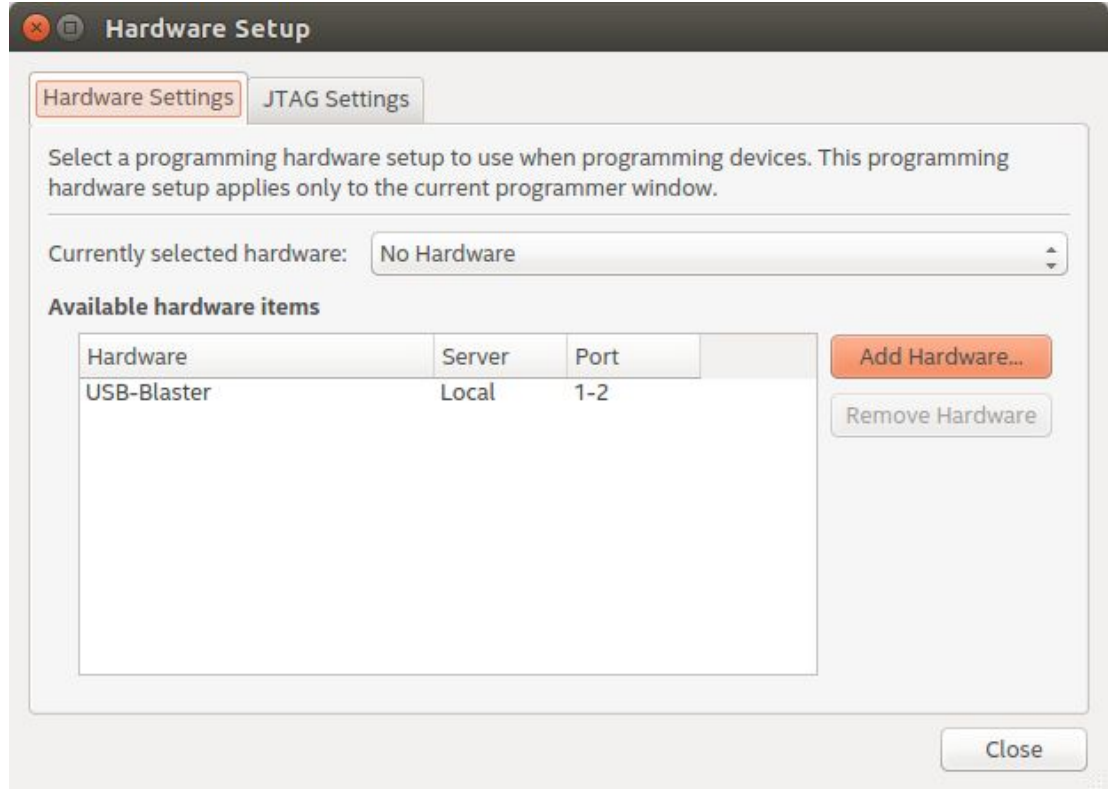 Hardware Setup
Hardware Settings JTAG Settings
Select a programming hardware setup to use when programming devices. This programming
hardware setup applies only to the current programmer window.
Currently selected hardware: No Hardware
Available hardware items
Hardware Server Port
USB-Blaster Local 1-2
Add Hardware...
Remove Hardware
Close